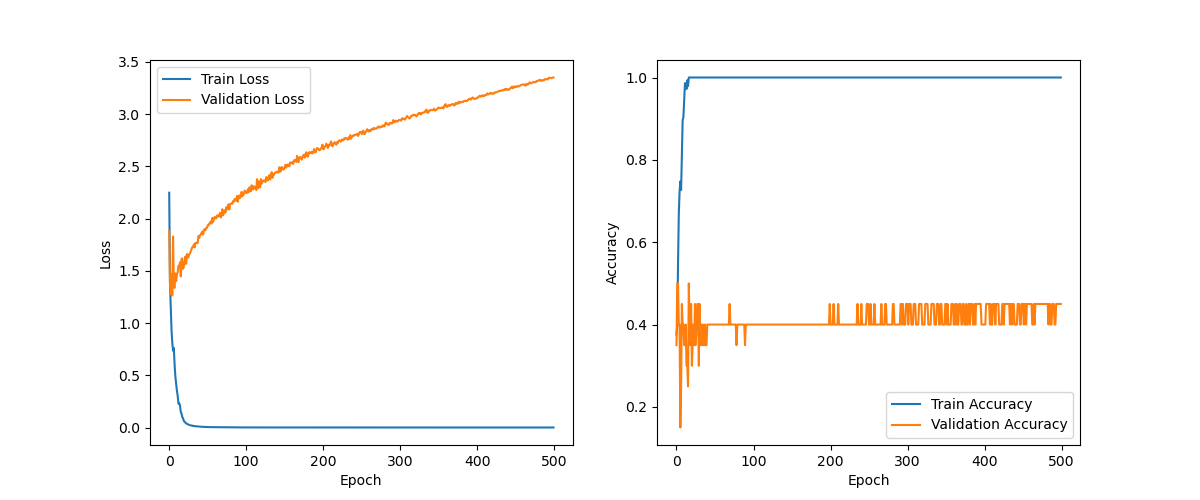 3.5
3.0
2.5
2.0
1.5
1.0
0.5
0.0
Loss
Train Loss
Validation Loss
0 100 200 300 400 500
Epoch
1.0
0.8
0.6
0.4
0.2
Accuracy
Train Accuracy
Validation Accuracy
0 100 200 300 400 500
Epoch